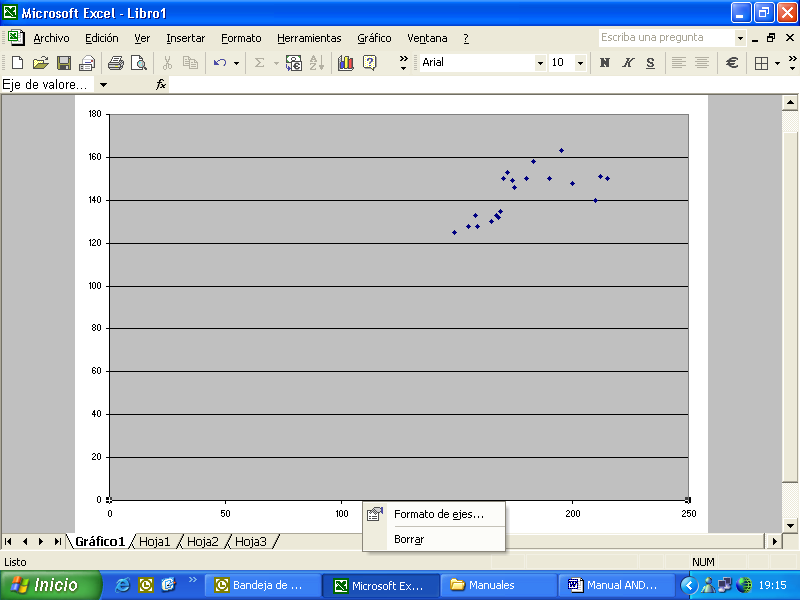 Microsoft Excel - Libro1
Archivo Edición Ver Insertar Formato Herramientas Gráfico Ventana ? Escriba una pregunta
Arial 10 N K S €
Eje de valore... fx
180
160
140
120
100
80
60
40
20
0
0 50 100 200 250
Formato de ejes...
Borrar
Gráfico1 Hoja1 Hoja2 Hoja3
Listo NUM
Inicio Bandeja de ... Microsoft Ex... Manuales Manual AND... 19:15